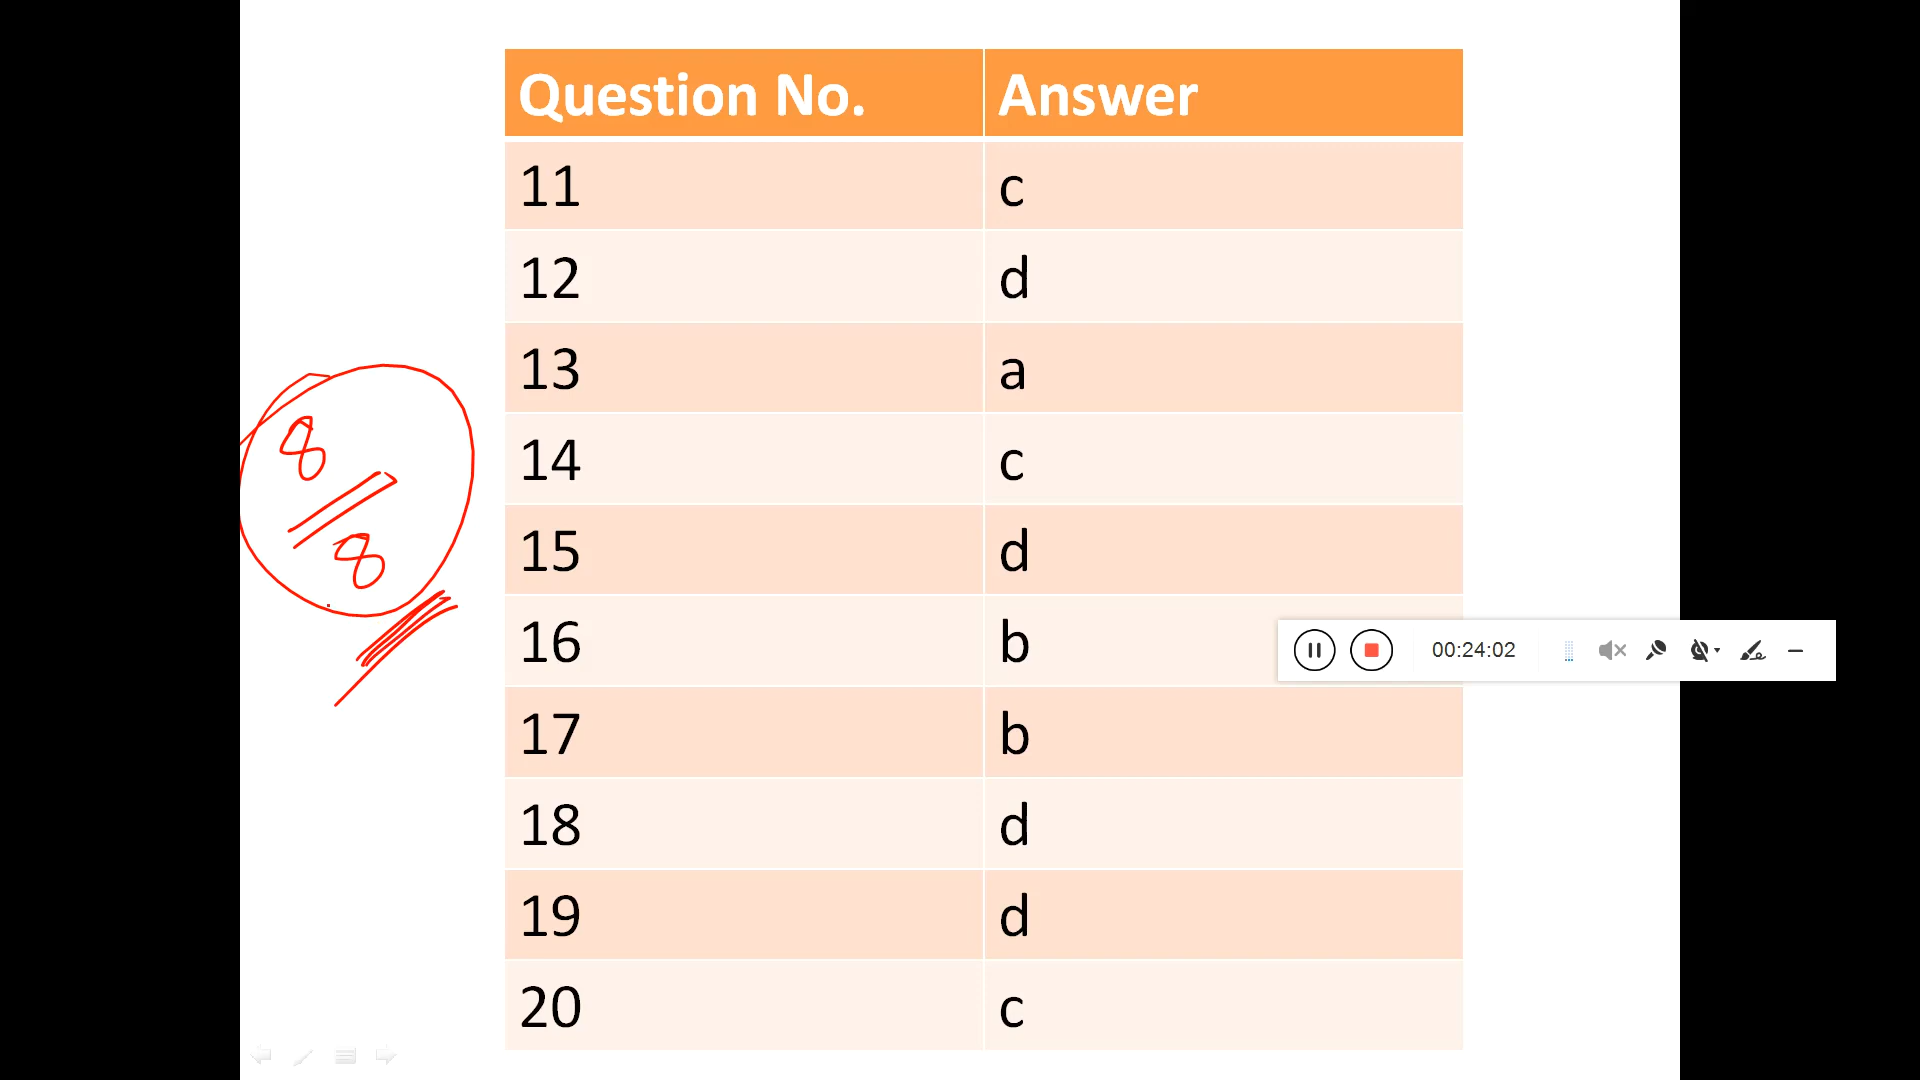 Question No. Answer
11 c
12 d
13 a
14 c
15 d
16 b
17 b
18 d
19 d
20 c
8
8
00:24:02